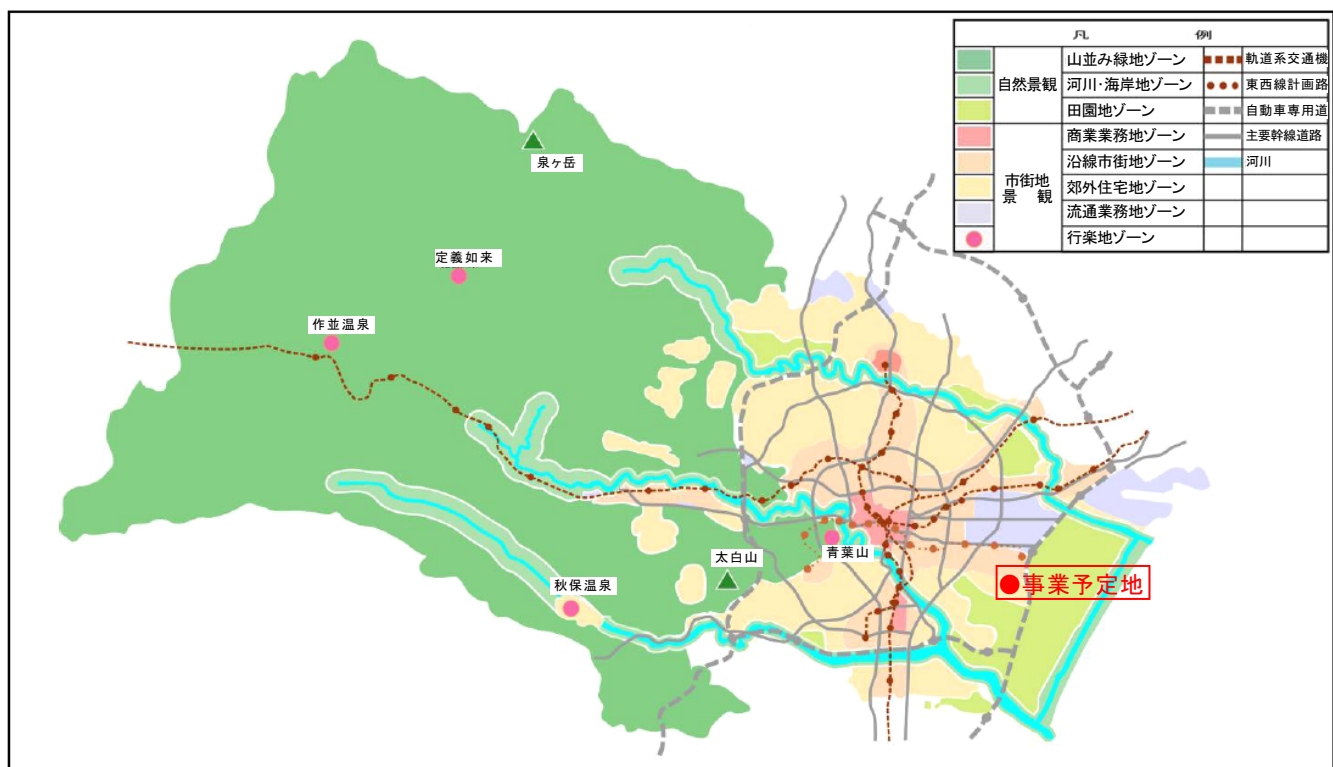 凡 例
自然景観
山並み緑地ゾーン
軌道系交通機
河川・海岸地ゾーン
東西線計画路
田園地ゾーン
自動車専用道
市街地
景 観
商業業務地ゾーン
主要幹線道路
沿線市街地ゾーン
河川
郊外住宅地ゾーン
流通業務地ゾーン
行楽地ゾーン
泉ヶ岳
定義如来
作並温泉
青葉山
太白山
秋保温泉
事業予定地